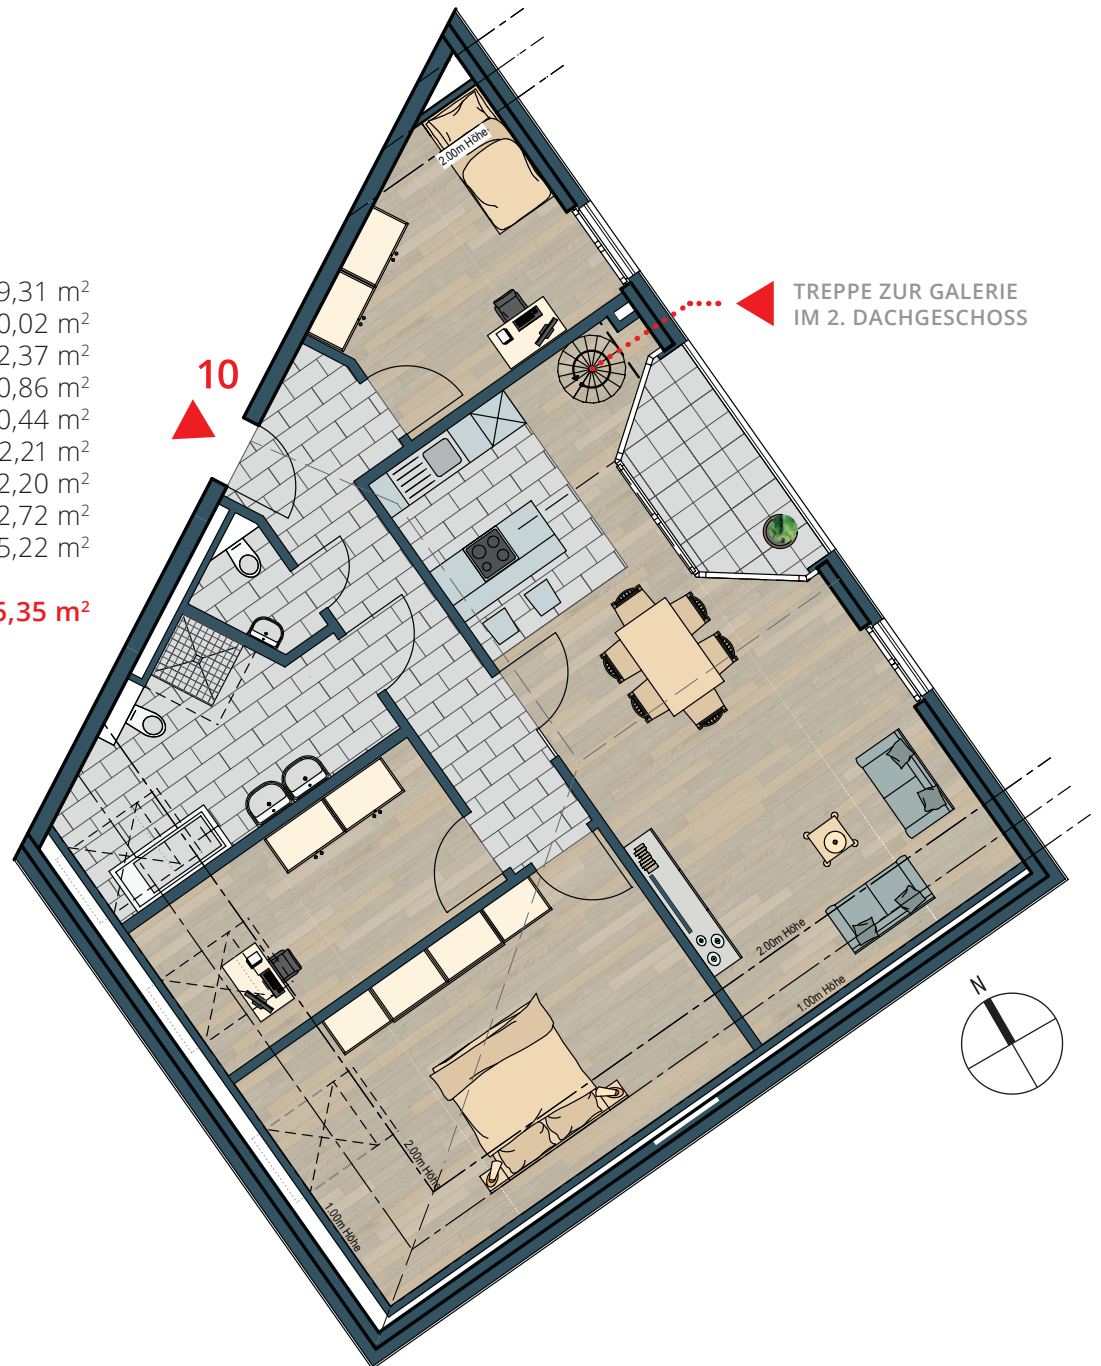 9,31 m²
0,02 m²
2,37 m²
0,86 m²
0,44 m²
2,21 m²
2,20 m²
2,72 m²
5,22 m²
5,35 m²
10
TREPPE ZUR GALERIE
IM 2. DACHGESCHOSS
2.00m Höhe
2.00m Höhe
1.00m Höhe
N
2.00m Höhe
1.00m Höhe